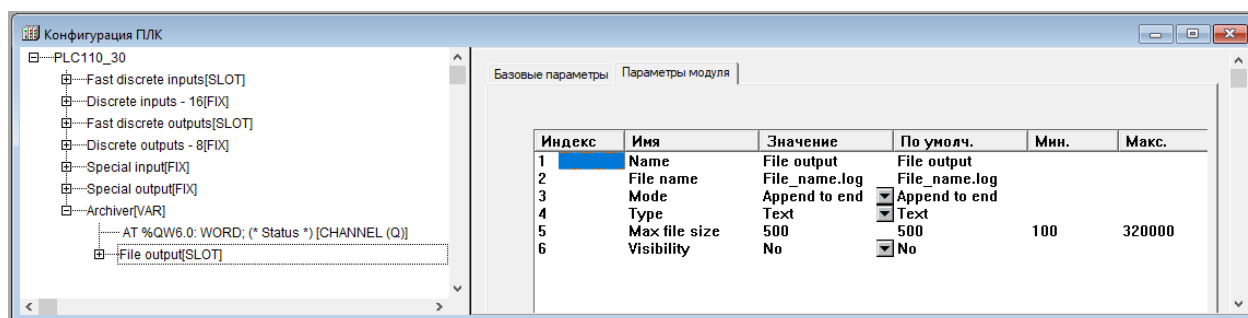 Конфигурация ПЛК
PLC110_30
Fast discrete inputs[SLOT]
Discrete inputs - 16[FIX]
Fast discrete outputs[SLOT]
Discrete outputs - 8[FIX]
Special input[FIX]
Special output[FIX]
Archiver[VAR]
AT %QW6.0: WORD; (* Status *) [CHANNEL (Q)]
File output[SLOT]
Базовые параметры Параметры модуля
Индекс Имя Значение По умолч. Мин. Макс.
1 Name File output File output
2 File name File_name.log File_name.log
3 Mode Append to end Append to end
4 Type Text Text
5 Max file size 500 500 100 320000
6 Visibility No No